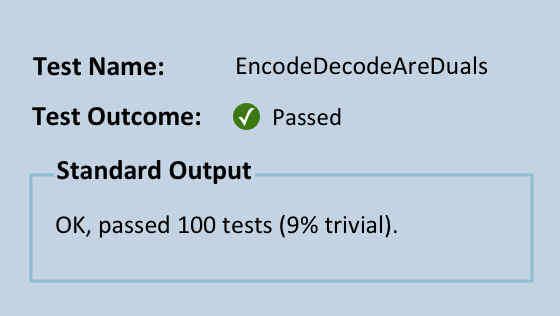 Test Name: EncodeDecodeAreDuals
Test Outcome: Passed
Standard Output
OK, passed 100 tests (9% trivial).